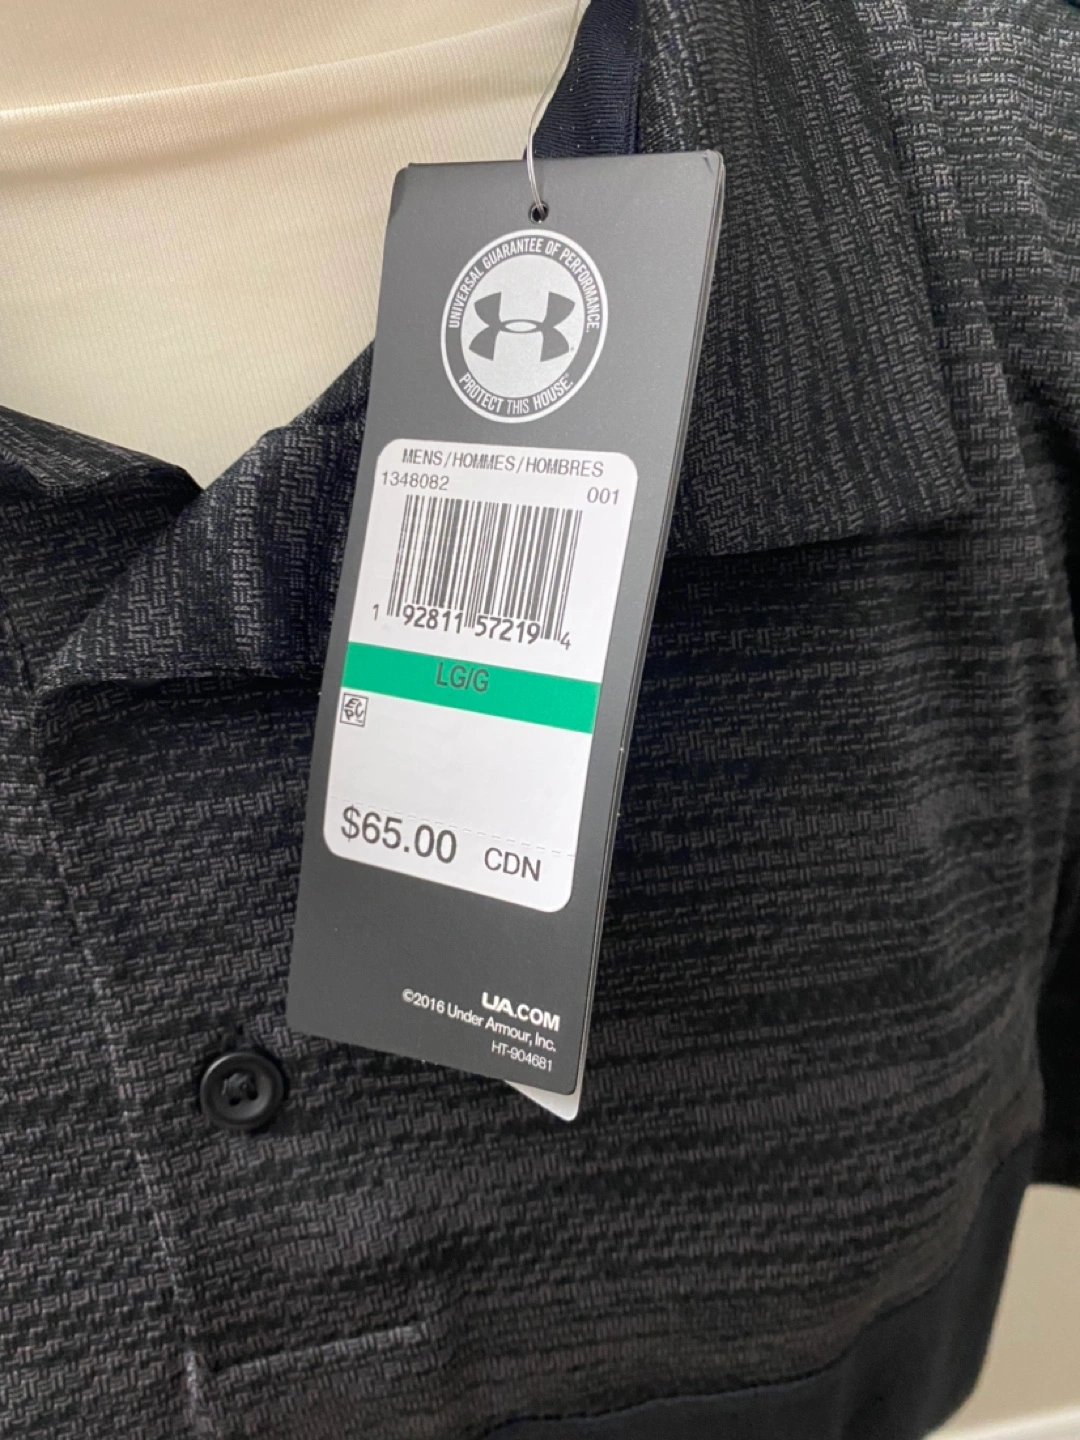 UNIVERSAL GUARANTEE OF PERFORMANCE.
PROTECT THIS HOUSE.
MENS/HOMMES/HOMBRES
1348082 001
1 92811 57219 4
LG/G
EPC
$65.00 CDN
UA.COM
©2016 Under Armour, Inc.
HT-904681